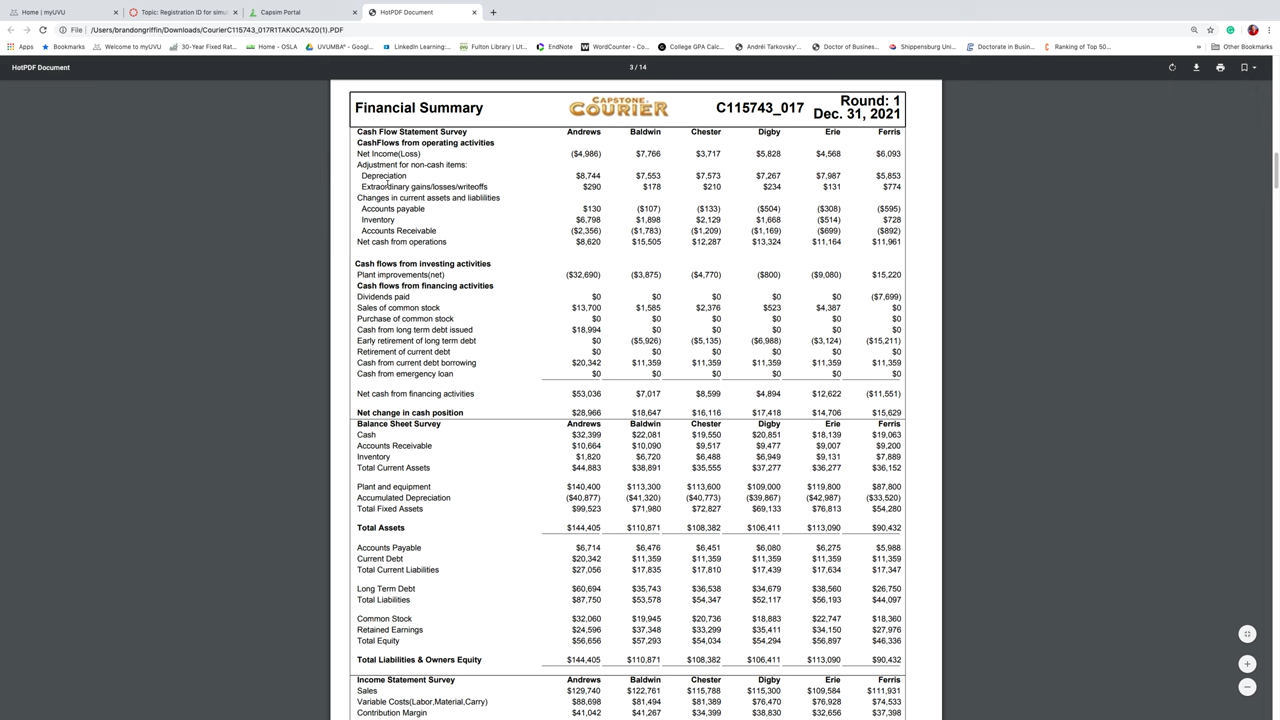 Home | myUVU
Topic: Registration ID for simu
Capsim Portal
HotPDF Document
File | /Users/brandongriffin/Downloads/CourierC115743_017R1TAK0CA%20(1).PDF
Apps Bookmarks Welcome to myUVU 30-Year Fixed Rat... Home - OSLA UVUMBA* - Google... LinkedIn Learning:... Fulton Library | Ut... EndNote WordCounter - Co... College GPA Calc... Andréi Tarkovsky'... Doctor of Busines... Shippensburg Univ... Doctorate in Busin... Ranking of Top 50... Other Bookmarks
HotPDF Document 3 / 14
Financial Summary CAPSTONE COURIER C115743_017 Round: 1
Dec. 31, 2021
Cash Flow Statement Survey Andrews Baldwin Chester Digby Erie Ferris
CashFlows from operating activities
Net Income(Loss) ($4,986) $7,766 $3,717 $5,828 $4,568 $6,093
Adjustment for non-cash items:
Depreciation $8,744 $7,553 $7,573 $7,267 $7,987 $5,853
Extraordinary gains/losses/writeoffs $290 $178 $210 $234 $131 $774
Changes in current assets and liablilities
Accounts payable $130 ($107) ($133) ($504) ($308) ($595)
Inventory $6,798 $1,898 $2,129 $1,668 ($514) $728
Accounts Receivable ($2,356) ($1,783) ($1,209) ($1,169) ($699) ($892)
Net cash from operations $8,620 $15,505 $12,287 $13,324 $11,164 $11,961
Cash flows from investing activities
Plant improvements(net) ($32,690) ($3,875) ($4,770) ($800) ($9,080) $15,220
Cash flows from financing activities
Dividends paid $0 $0 $0 $0 $0 ($7,699)
Sales of common stock $13,700 $1,585 $2,376 $523 $4,387 $0
Purchase of common stock $0 $0 $0 $0 $0 $0
Cash from long term debt issued $18,994 $0 $0 $0 $0 $0
Early retirement of long term debt $0 ($5,926) ($5,135) ($6,988) ($3,124) ($15,211)
Retirement of current debt $0 $0 $0 $0 $0 $0
Cash from current debt borrowing $20,342 $11,359 $11,359 $11,359 $11,359 $11,359
Cash from emergency loan $0 $0 $0 $0 $0 $0
Net cash from financing activities $53,036 $7,017 $8,599 $4,894 $12,622 ($11,551)
Net change in cash position $28,966 $18,647 $16,116 $17,418 $14,706 $15,629
Balance Sheet Survey Andrews Baldwin Chester Digby Erie Ferris
Cash $32,399 $22,081 $19,550 $20,851 $18,139 $19,063
Accounts Receivable $10,664 $10,090 $9,517 $9,477 $9,007 $9,200
Inventory $1,820 $6,720 $6,488 $6,949 $9,131 $7,889
Total Current Assets $44,883 $38,891 $35,555 $37,277 $36,277 $36,152
Plant and equipment $140,400 $113,300 $113,600 $109,000 $119,800 $87,800
Accumulated Depreciation ($40,877) ($41,320) ($40,773) ($39,867) ($42,987) ($33,520)
Total Fixed Assets $99,523 $71,980 $72,827 $69,133 $76,813 $54,280
Total Assets $144,405 $110,871 $108,382 $106,411 $113,090 $90,432
Accounts Payable $6,714 $6,476 $6,451 $6,080 $6,275 $5,988
Current Debt $20,342 $11,359 $11,359 $11,359 $11,359 $11,359
Total Current Liabilities $27,056 $17,835 $17,810 $17,439 $17,634 $17,347
Long Term Debt $60,694 $35,743 $36,538 $34,679 $38,560 $26,750
Total Liabilities $87,750 $53,578 $54,347 $52,117 $56,193 $44,097
Common Stock $32,060 $19,945 $20,736 $18,883 $22,747 $18,360
Retained Earnings $24,596 $37,348 $33,299 $35,411 $34,150 $27,976
Total Equity $56,656 $57,293 $54,034 $54,294 $56,897 $46,336
Total Liabilities & Owners Equity $144,405 $110,871 $108,382 $106,411 $113,090 $90,432
Income Statement Survey Andrews Baldwin Chester Digby Erie Ferris
Sales $129,740 $122,761 $115,788 $115,300 $109,584 $111,931
Variable Costs(Labor,Material,Carry) $88,698 $81,494 $81,389 $76,470 $76,928 $74,533
Contribution Margin $41,042 $41,267 $34,399 $38,830 $32,656 $37,398